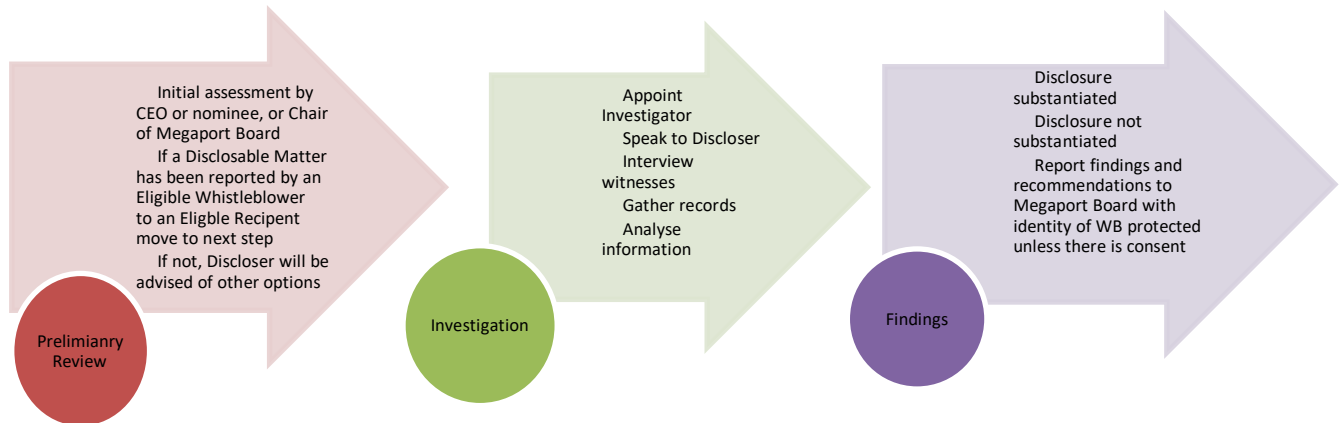 Initial assessment by
CEO or nominee, or Chair
of Megaport Board
If a Disclosable Matter
has been reported by an
Eligible Whistleblower
to an Eligble Recipent
move to next step
If not, Discloser will be
advised of other options
Prelimianry
Review
Appoint
Investigator
Speak to Discloser
Interview
witnesses
Gather records
Analyse
information
Investigation
Disclosure
substantiated
Disclosure not
substantiated
Report findings and
recommendations to
Megaport Board with
identity of WB protected
unless there is consent
Findings